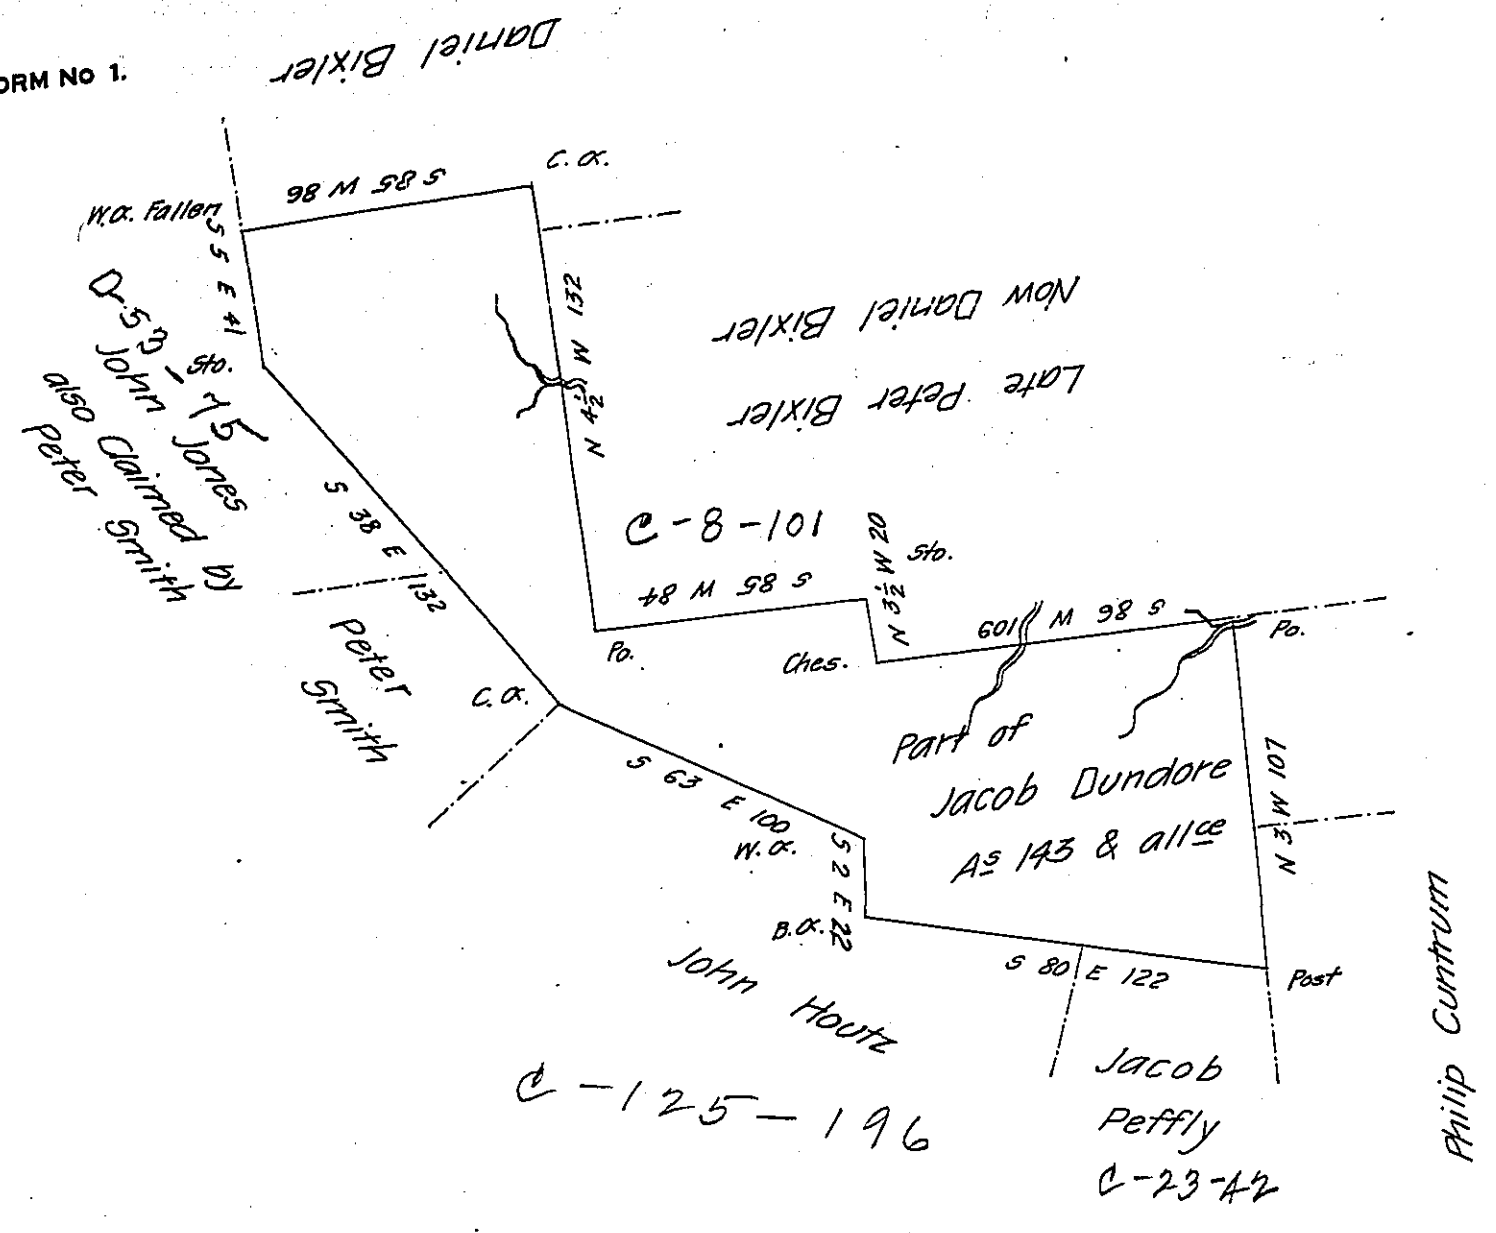 ORM No 1.
Daniel Bixler
C. O.
S 85 W 86
W.O. Fallen
S 5 E 41
Sto.
D-53-75
John Jones
also Claimed by
Peter Smith
N 4½ W 132
Now Daniel Bixler
Late Peter Bixler
C-8-101
S 38 E 132
S 85 W 84
N 3½ W 20
Sto.
S 86 W 109
Po.
Po.
Ches.
Peter
Smith
C. O.
S 63 E 100
W. O.
S 2 E 22
B. O.
Part of
Jacob Dundore
As 143 & allce
N 3 W 107
S 80 E 122
Post
John Houtz
C-125-196
Jacob
Peffly
C-23-42
Philip Cuntrum